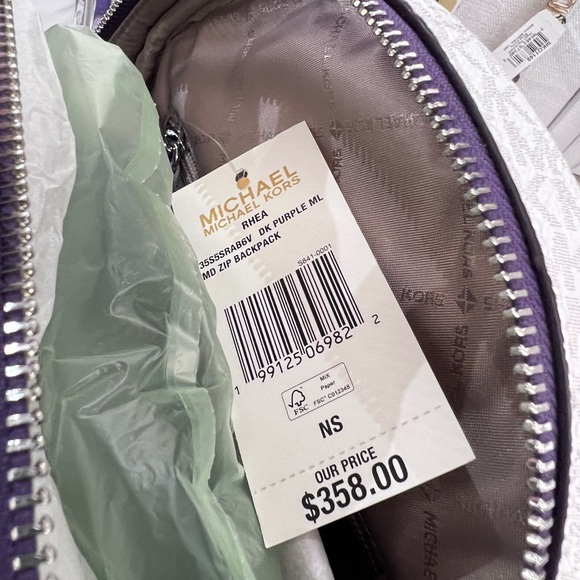 MICHAEL
MICHAEL KORS
RHEA
35S5SRAB6V DK PURPLE ML
MD ZIP BACKPACK
S841-0001
1 99125 06982 2
FSC
MIX
Paper
FSC® C012345
NS
OUR PRICE
$358.00
KORS
KORS
MICHAEL